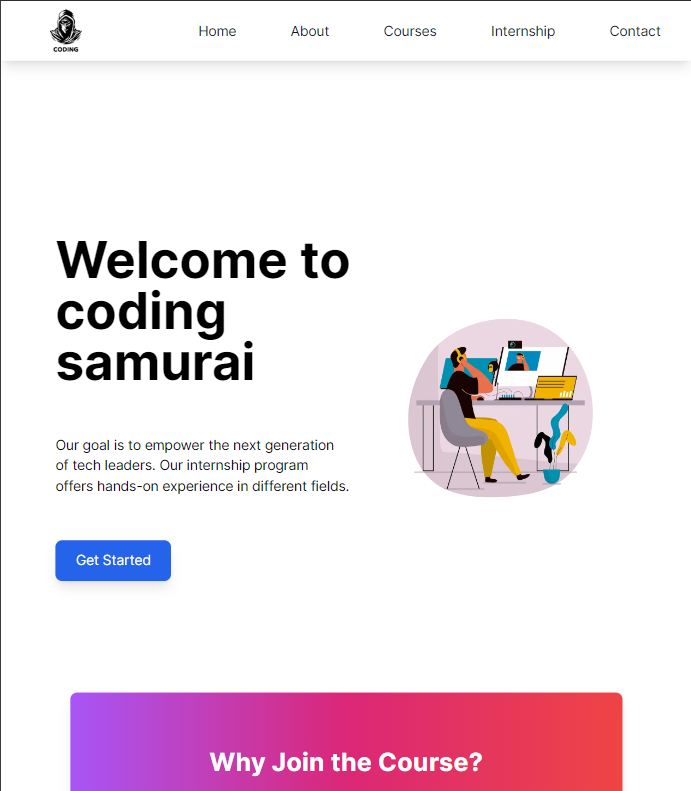 CODING
Home About Courses Internship Contact
Welcome to
coding
samurai
Our goal is to empower the next generation
of tech leaders. Our internship program
offers hands-on experience in different fields.
Get Started
Why Join the Course?